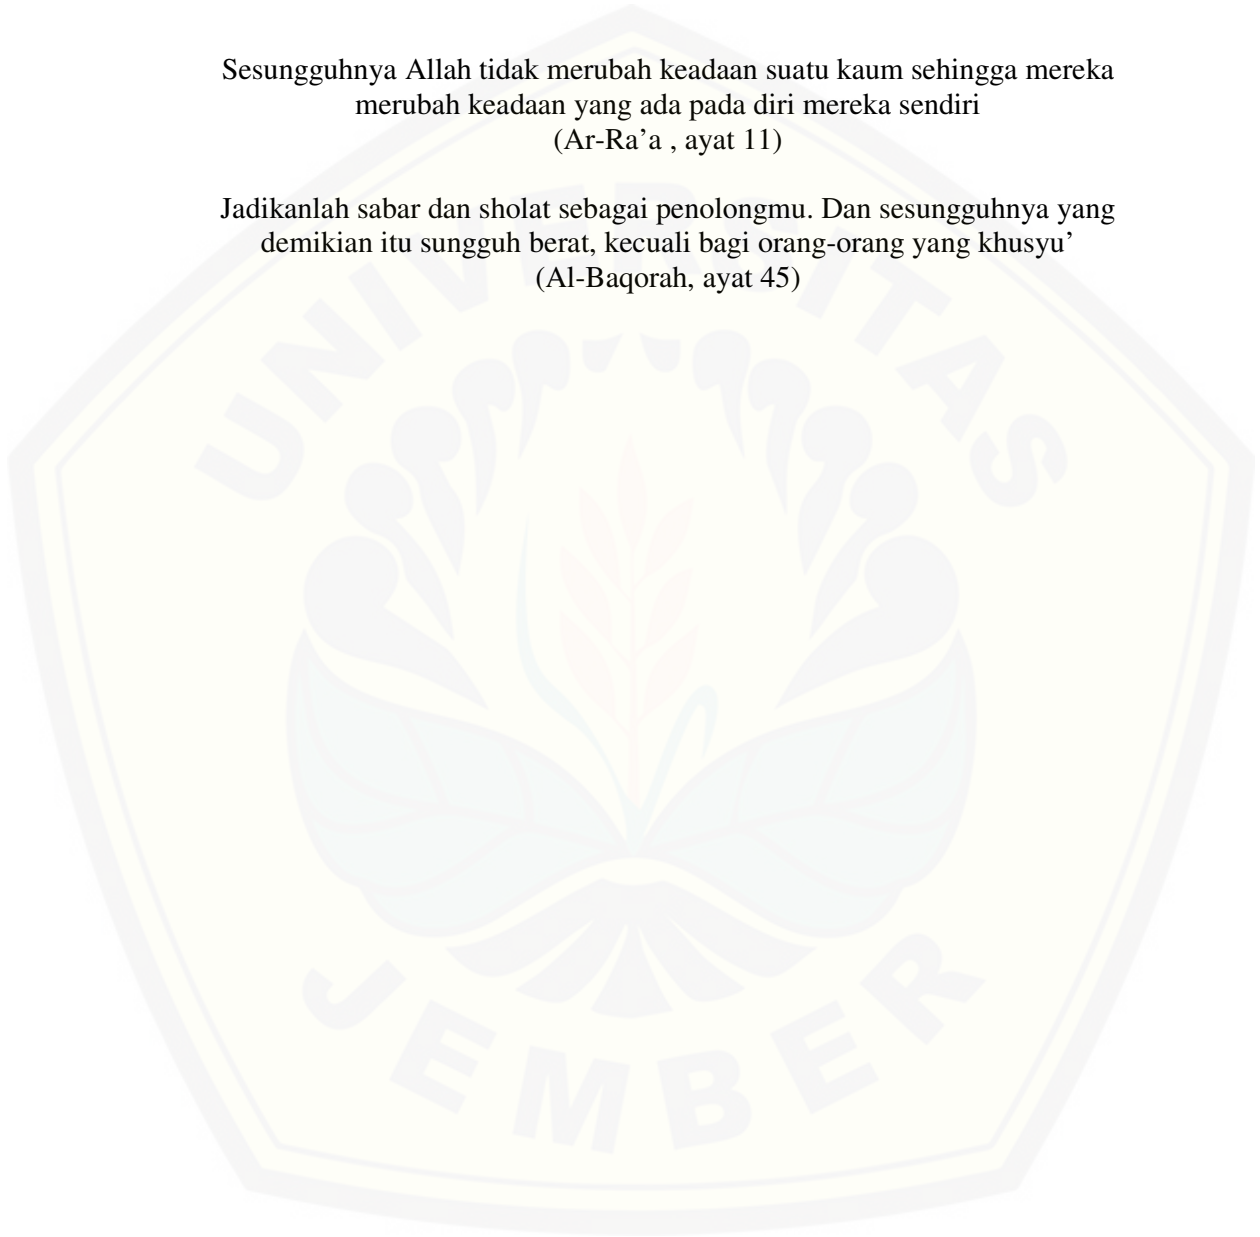 Sesungguhnya Allah tidak merubah keadaan suatu kaum sehingga mereka
merubah keadaan yang ada pada diri mereka sendiri
(Ar-Ra’a , ayat 11)
Jadikanlah sabar dan sholat sebagai penolongmu. Dan sesungguhnya yang
demikian itu sungguh berat, kecuali bagi orang-orang yang khusyu’
(Al-Baqorah, ayat 45)
UNIVERSITAS
JEMBER